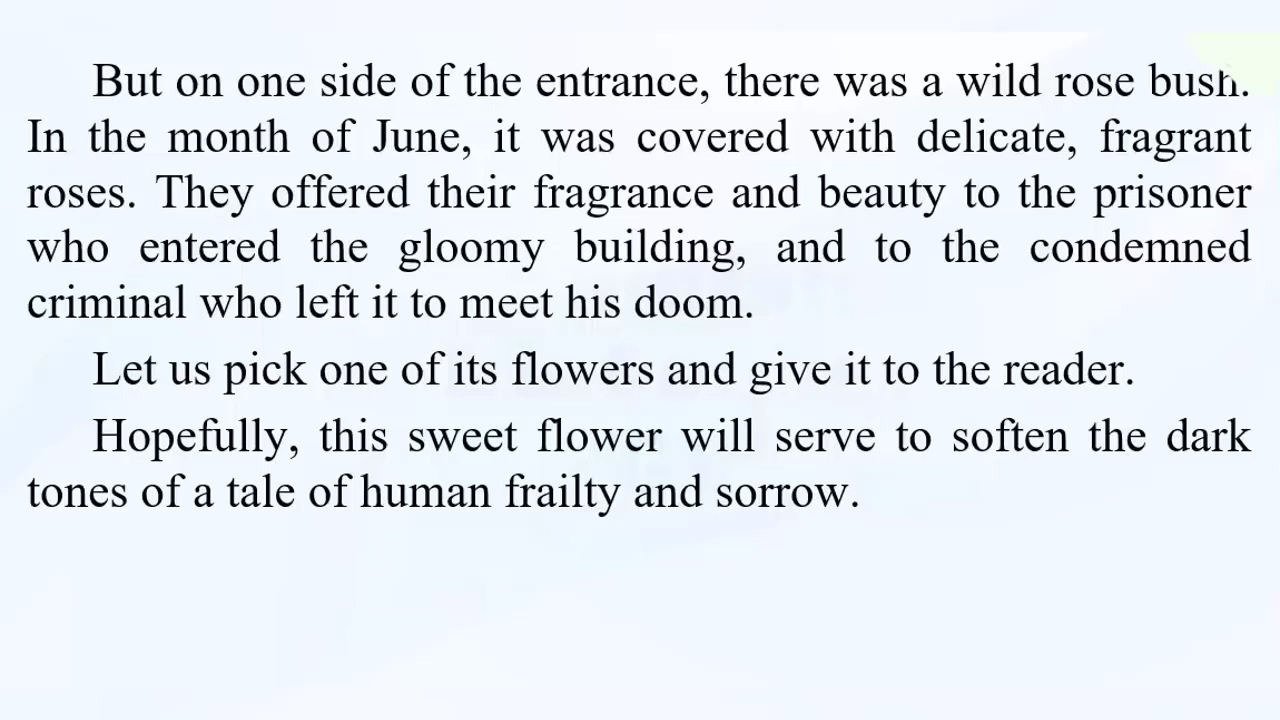 But on one side of the entrance, there was a wild rose bush.
In the month of June, it was covered with delicate, fragrant
roses. They offered their fragrance and beauty to the prisoner
who entered the gloomy building, and to the condemned
criminal who left it to meet his doom.
Let us pick one of its flowers and give it to the reader.
Hopefully, this sweet flower will serve to soften the dark
tones of a tale of human frailty and sorrow.